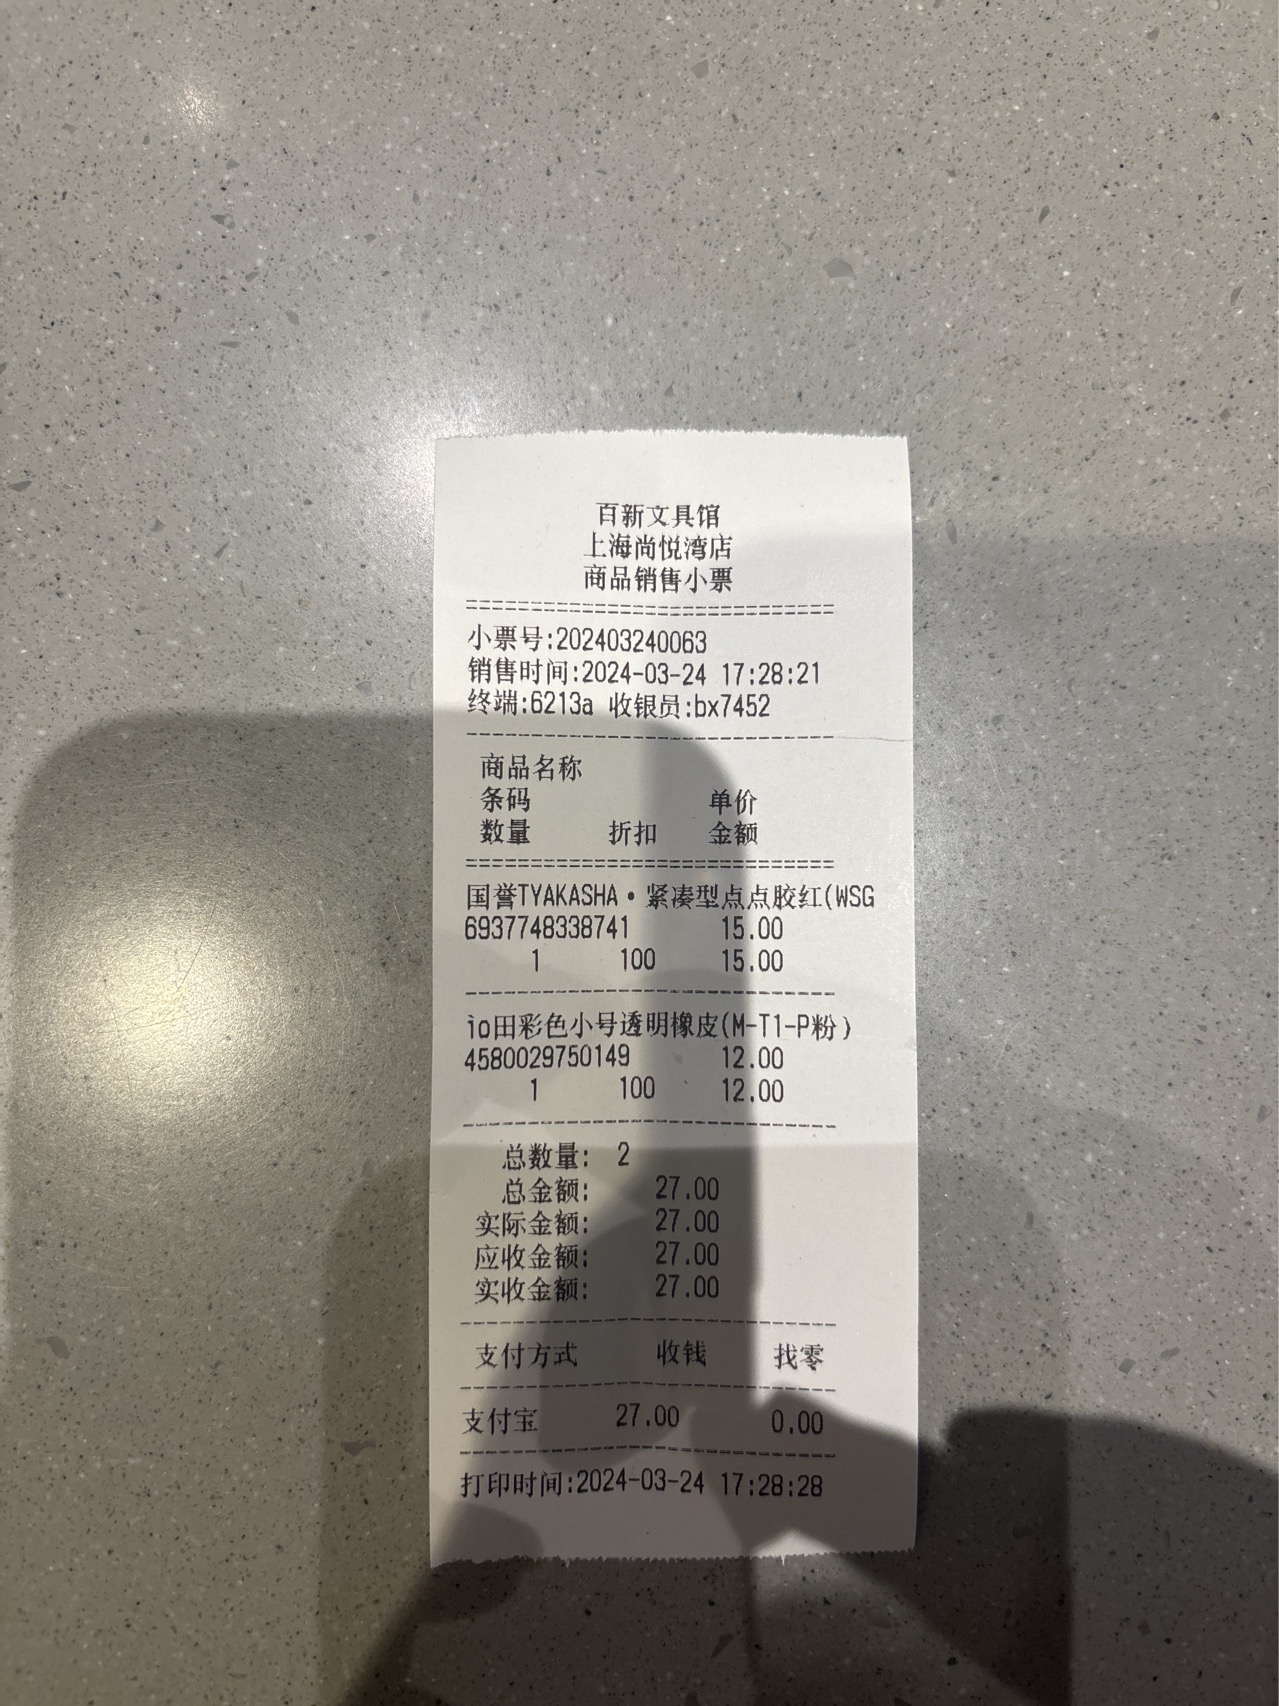 百新文具馆
上海尚悦湾店
商品销售小票
==============================
小票号:202403240063
销售时间:2024-03-24 17:28:21
终端:6213a 收银员:bx7452
------------------------------
商品名称
条码 单价
数量 折扣 金额
==============================
国誉TYAKASHA·紧凑型点点胶红(WSG
6937748338741 15.00
1 100 15.00
------------------------------
io田彩色小号透明橡皮(M-T1-P粉)
4580029750149 12.00
1 100 12.00
------------------------------
总数量: 2
总金额: 27.00
实际金额: 27.00
应收金额: 27.00
实收金额: 27.00
------------------------------
支付方式 收钱 找零
------------------------------
支付宝 27.00 0.00
------------------------------
打印时间:2024-03-24 17:28:28